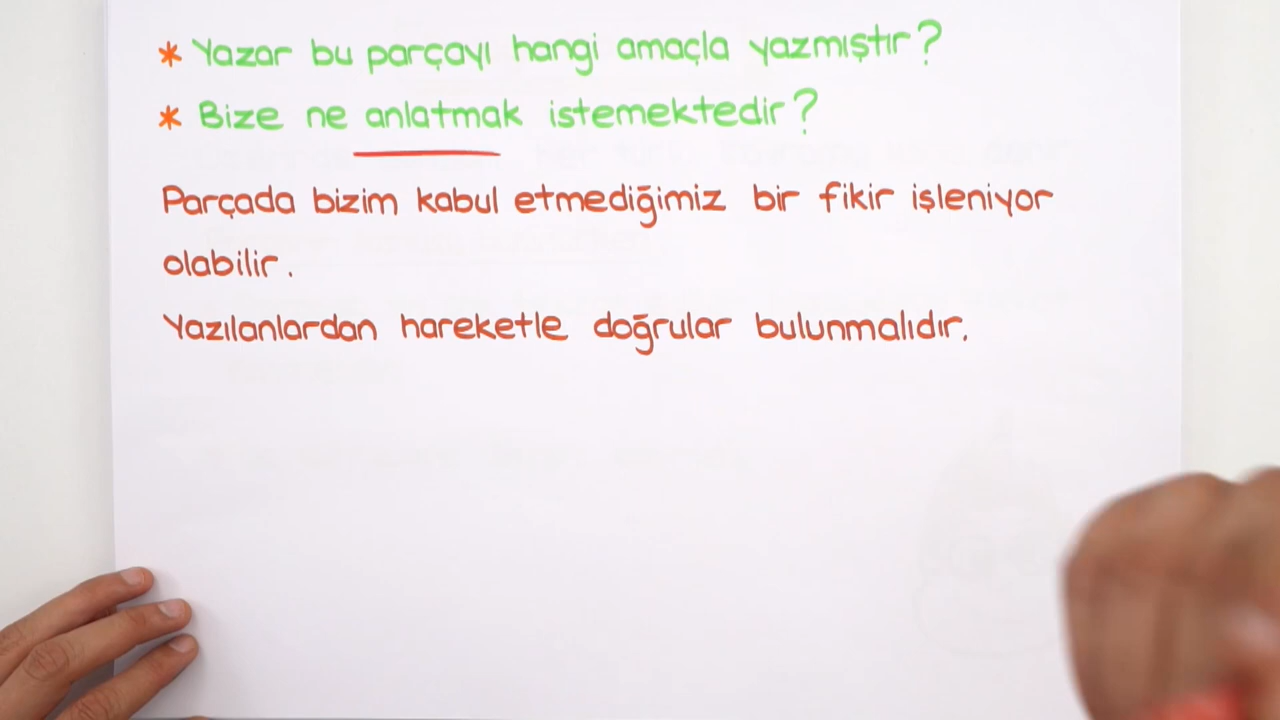 * Yazar bu parçayı hangi amaçla yazmıştır?
* Bize ne anlatmak istemektedir?
Parçada bizim kabul etmediğimiz bir fikir işleniyor
olabilir.
Yazılanlardan hareketle doğrular bulunmalıdır.